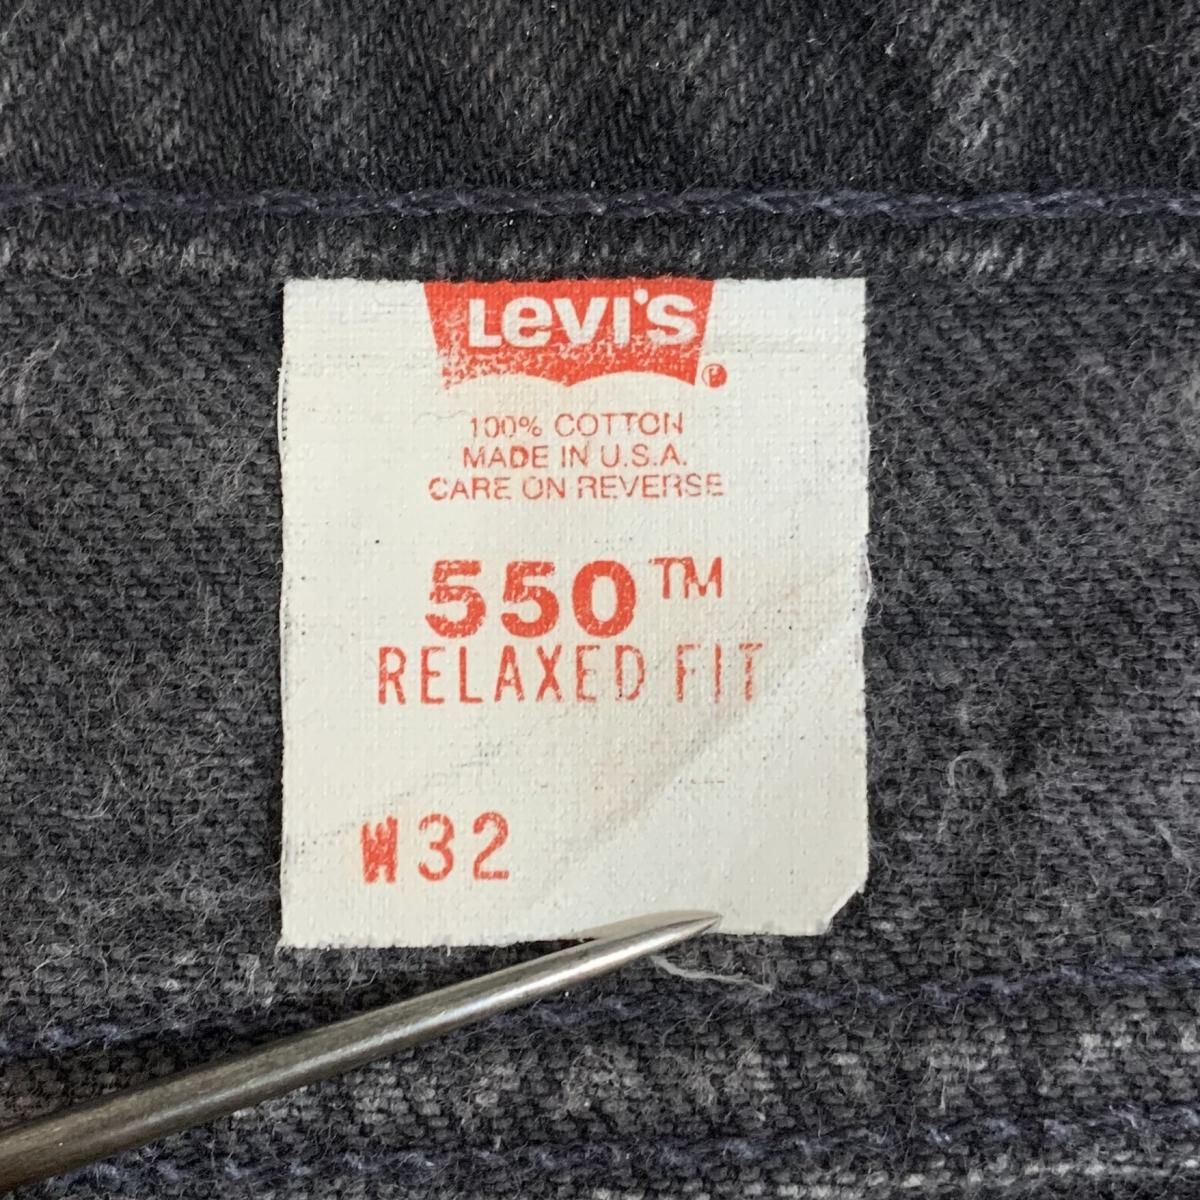 LEVI'S ®
100% COTTON
MADE IN U.S.A.
CARE ON REVERSE
550™
RELAXED FIT
W32